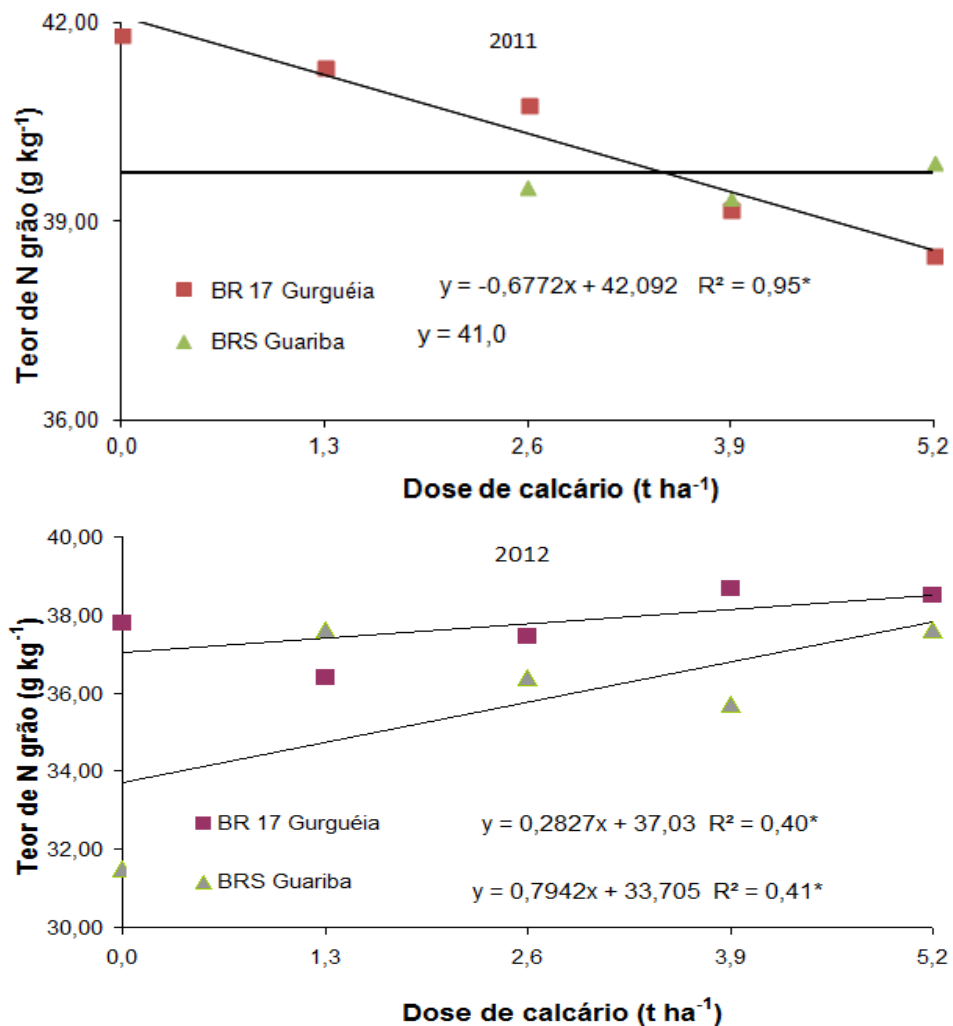 Teor de N grão (g kg⁻¹)
42,00
39,00
36,00
2011
BR 17 Gurguéia y = -0,6772x + 42,092 R² = 0,95*
BRS Guariba y = 41,0
0,0 1,3 2,6 3,9 5,2
Dose de calcário (t ha⁻¹)
Teor de N grão (g kg⁻¹)
40,00
38,00
36,00
34,00
32,00
30,00
2012
BR 17 Gurguéia y = 0,2827x + 37,03 R² = 0,40*
BRS Guariba y = 0,7942x + 33,705 R² = 0,41*
0,0 1,3 2,6 3,9 5,2
Dose de calcário (t ha⁻¹)